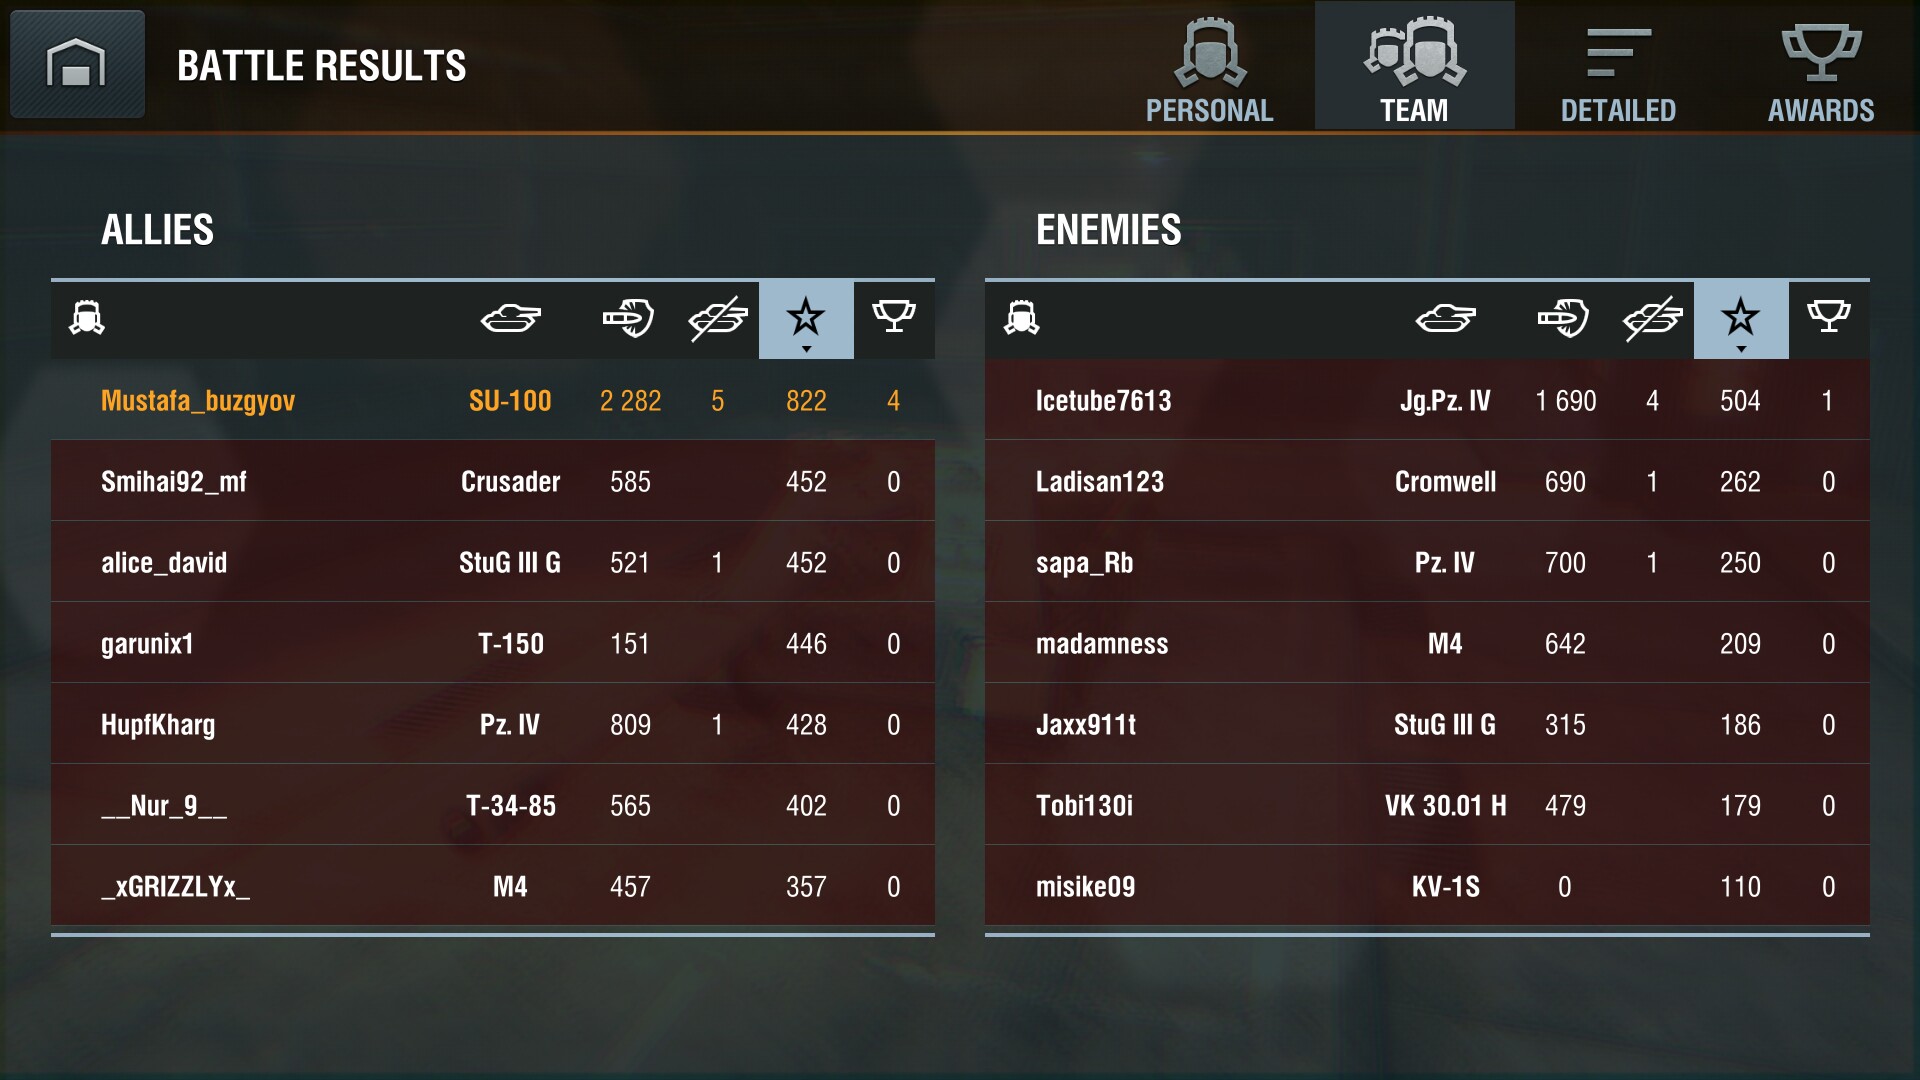 BATTLE RESULTS
PERSONAL
TEAM
DETAILED
AWARDS
ALLIES
Mustafa_buzgyov SU-100 2 282 5 822 4
Smihai92_mf Crusader 585 452 0
alice_david StuG III G 521 1 452 0
garunix1 T-150 151 446 0
HupfKharg Pz. IV 809 1 428 0
__Nur_9__ T-34-85 565 402 0
_xGRIZZLYx_ M4 457 357 0
ENEMIES
Icetube7613 Jg.Pz. IV 1 690 4 504 1
Ladisan123 Cromwell 690 1 262 0
sapa_Rb Pz. IV 700 1 250 0
madamness M4 642 209 0
Jaxx911t StuG III G 315 186 0
Tobi130i VK 30.01 H 479 179 0
misike09 KV-1S 0 110 0